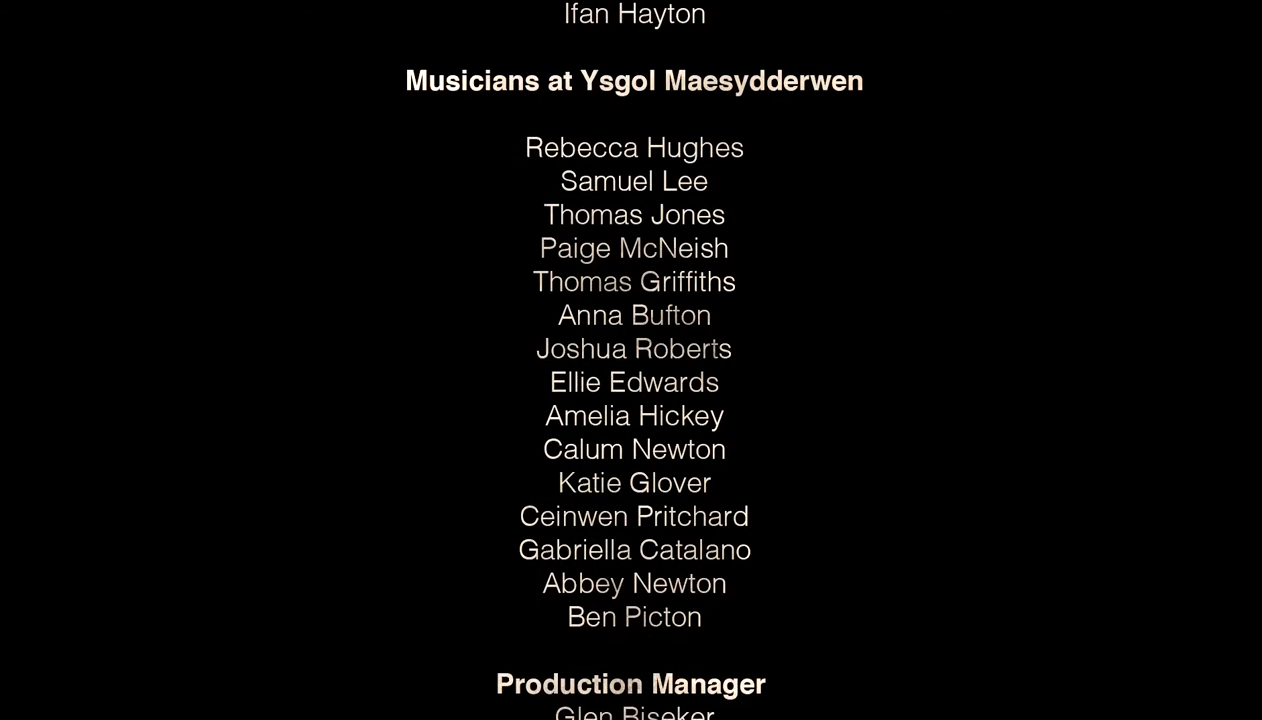 Ifan Hayton
Musicians at Ysgol Maesydderwen
Rebecca Hughes
Samuel Lee
Thomas Jones
Paige McNeish
Thomas Griffiths
Anna Bufton
Joshua Roberts
Ellie Edwards
Amelia Hickey
Calum Newton
Katie Glover
Ceinwen Pritchard
Gabriella Catalano
Abbey Newton
Ben Picton
Production Manager
Glen Biseker